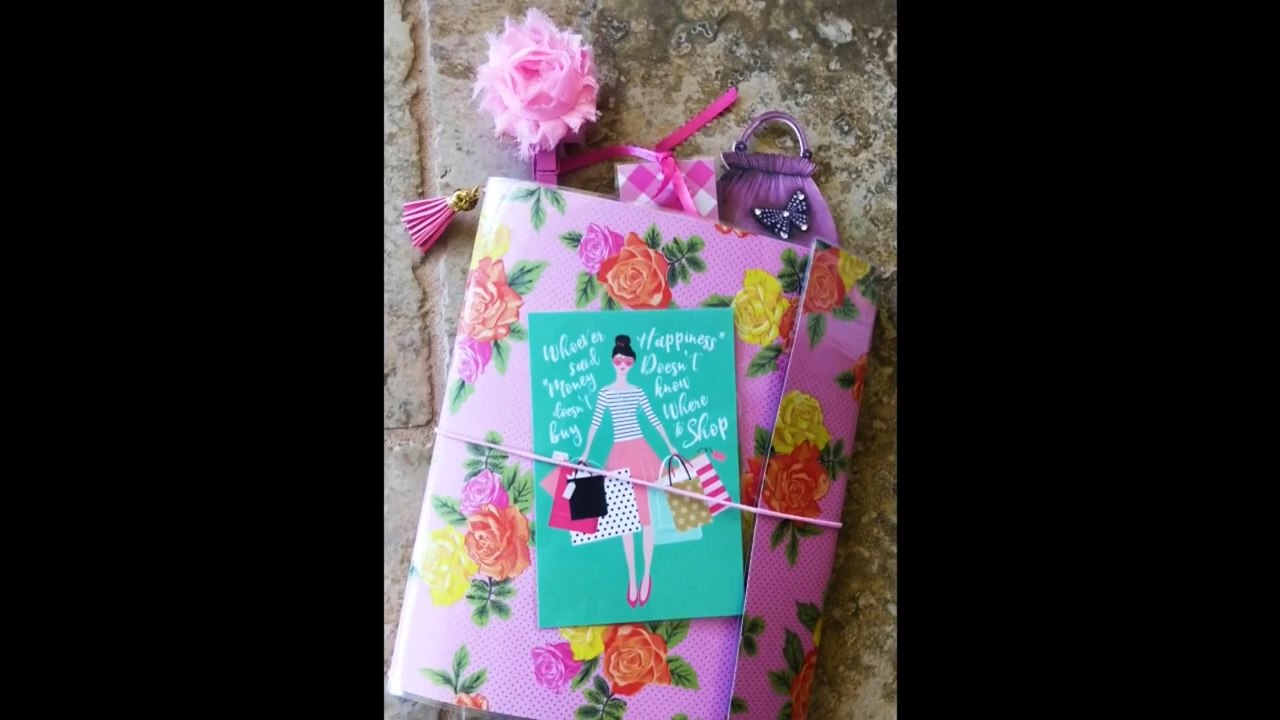 Whoever
said
"Money
doesn't
buy
Happiness"
Doesn't
know
Where
to Shop